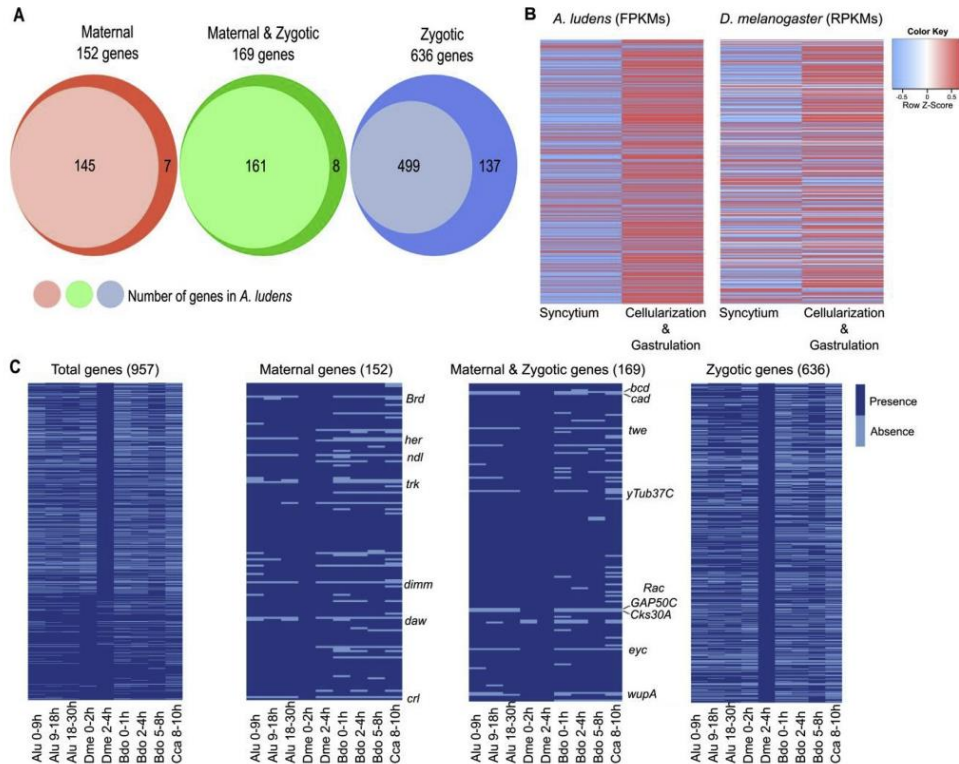 A
Maternal
152 genes
Maternal & Zygotic
169 genes
Zygotic
636 genes
145
7
161
8
499
137
Number of genes in A. ludens
B
A. ludens (FPKMs)
D. melanogaster (RPKMs)
Color Key
-0.5
0
0.5
Row Z-Score
Syncytium
Cellularization
&
Gastrulation
Syncytium
Cellularization
&
Gastrulation
C
Total genes (957)
Maternal genes (152)
Maternal & Zygotic genes (169)
Zygotic genes (636)
Brd
her
ndl
trk
dimm
daw
crl
bcd
cad
twe
yTub37C
Rac
GAP50C
Cks30A
eyc
wupA
Presence
Absence
Alu 0-9h
Alu 9-18h
Alu 18-30h
Dme 0-2h
Dme 2-4h
Bdo 0-1h
Bdo 2-4h
Bdo 5-8h
Cca 8-10h
Alu 0-9h
Alu 9-18h
Alu 18-30h
Dme 0-2h
Dme 2-4h
Bdo 0-1h
Bdo 2-4h
Bdo 5-8h
Cca 8-10h
Alu 0-9h
Alu 9-18h
Alu 18-30h
Dme 0-2h
Dme 2-4h
Bdo 0-1h
Bdo 2-4h
Bdo 5-8h
Cca 8-10h
Alu 0-9h
Alu 9-18h
Alu 18-30h
Dme 0-2h
Dme 2-4h
Bdo 0-1h
Bdo 2-4h
Bdo 5-8h
Cca 8-10h